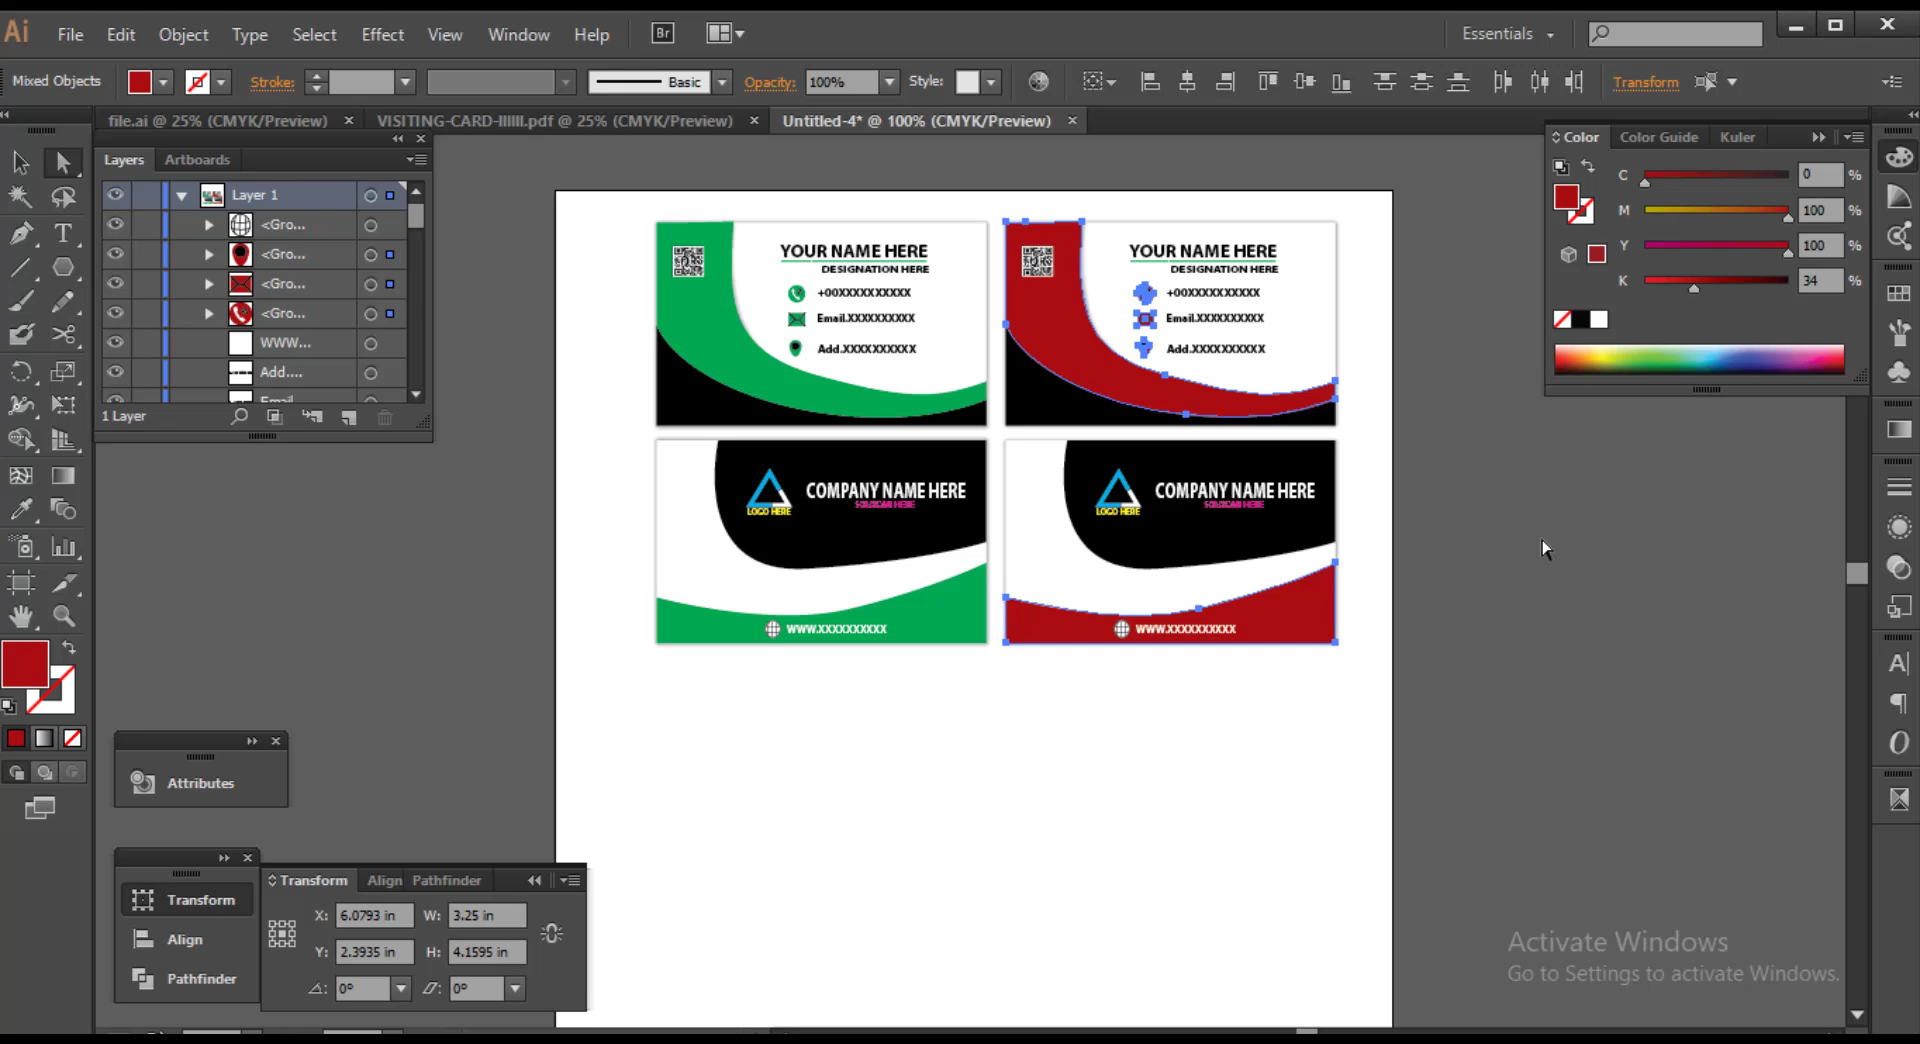 Ai File Edit Object Type Select Effect View Window Help Br Essentials
Mixed Objects Stroke: Basic Opacity: 100% Style: Transform
file.ai @ 25% (CMYK/Preview) × VISITING-CARD-IIIIII.pdf @ 25% (CMYK/Preview) × Untitled-4* @ 100% (CMYK/Preview) ×
Layers Artboards
Layer 1
<Gro...
<Gro...
<Gro...
<Gro...
WWW...
Add....
Email
1 Layer
Color Color Guide Kuler
C 0 %
M 100 %
Y 100 %
K 34 %
YOUR NAME HERE
DESIGNATION HERE
+00XXXXXXXXXX
Email.XXXXXXXXXX
Add.XXXXXXXXXX
YOUR NAME HERE
DESIGNATION HERE
+00XXXXXXXXXX
Email.XXXXXXXXXX
Add.XXXXXXXXXX
COMPANY NAME HERE
LOGO HERE
WWW.XXXXXXXXXX
COMPANY NAME HERE
LOGO HERE
WWW.XXXXXXXXXX
Attributes
Transform
Align
Pathfinder
Transform Align Pathfinder
X: 6.0793 in W: 3.25 in
Y: 2.3935 in H: 4.1595 in
0° 0°
Activate Windows
Go to Settings to activate Windows.